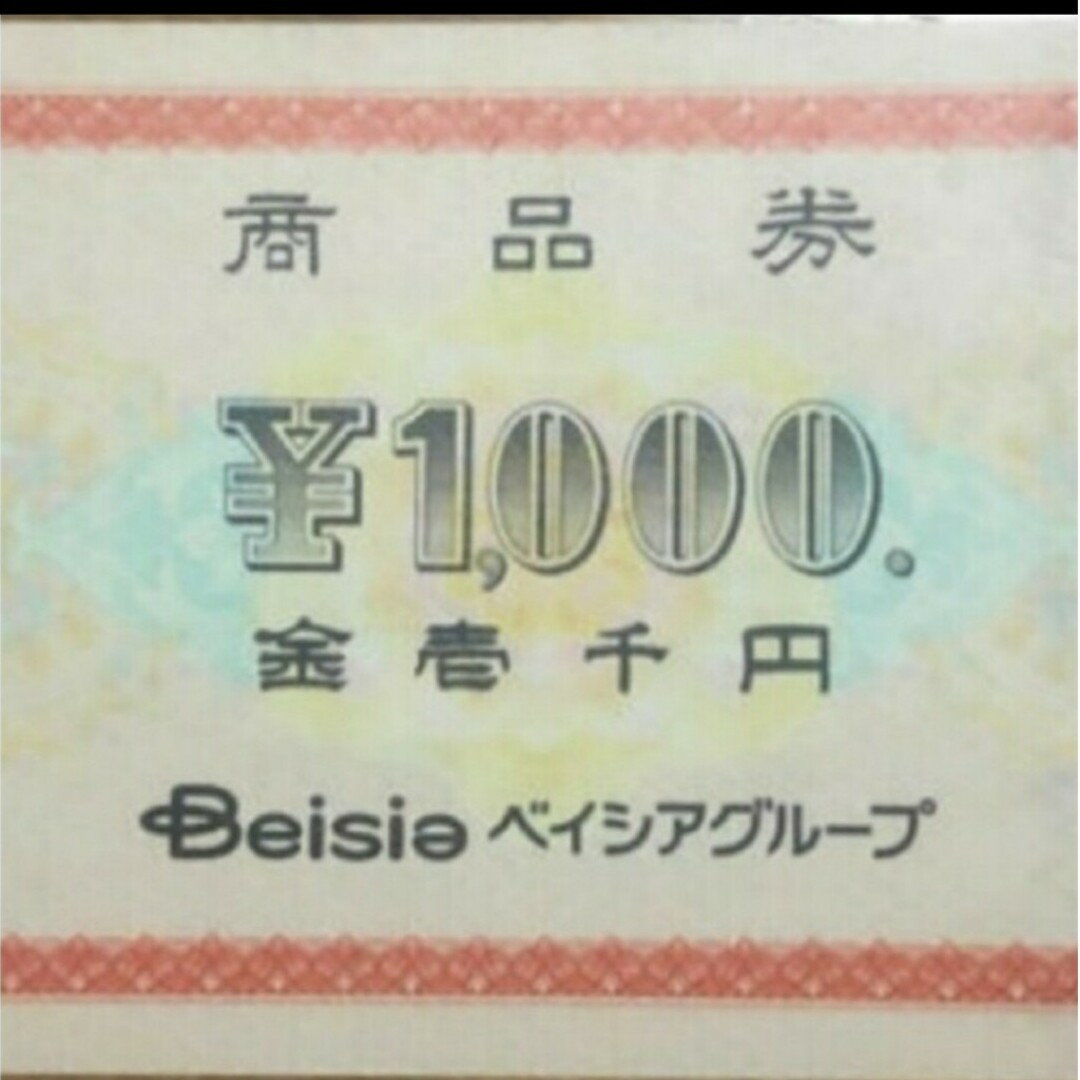 商品券
¥1,000.
金壱千円
Beisia ベイシアグループ